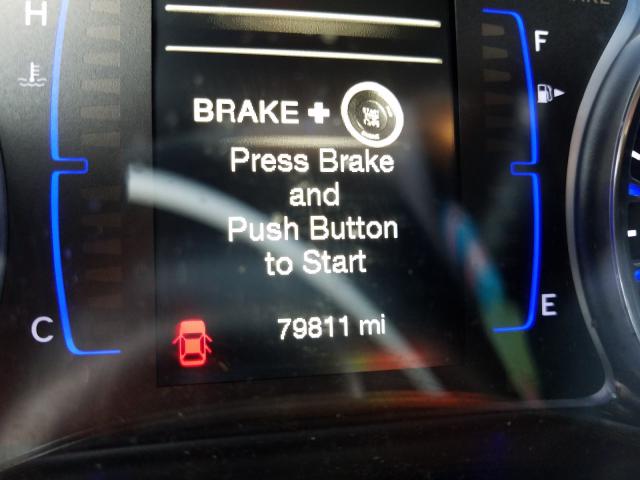 H
F
BRAKE +
Press Brake
and
Push Button
to Start
79811 mi
C
E